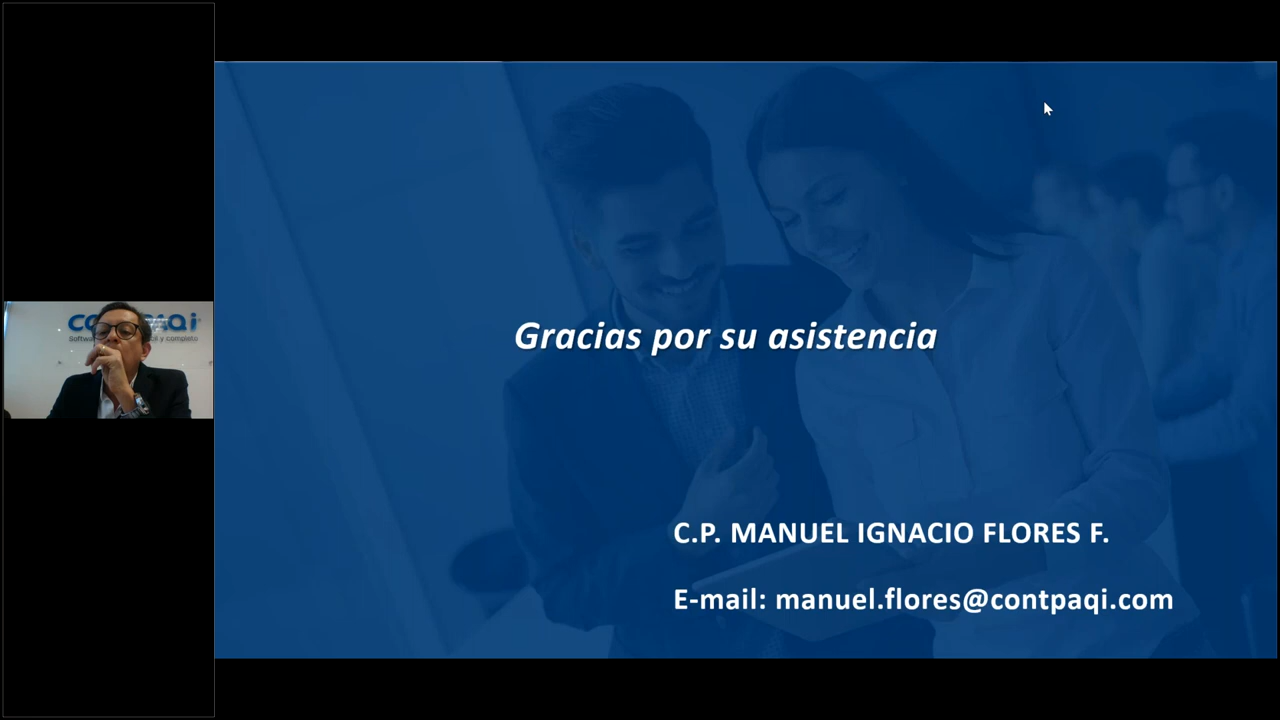 Gracias por su asistencia
C.P. MANUEL IGNACIO FLORES F.
E-mail: manuel.flores@contpaqi.com